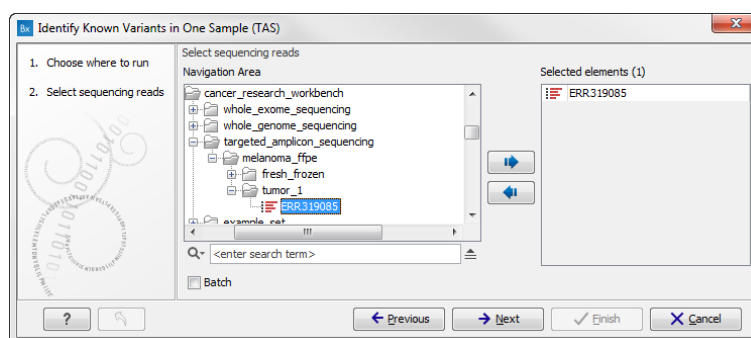 Bx Identify Known Variants in One Sample (TAS)
x
1. Choose where to run
2. Select sequencing reads
Select sequencing reads
Navigation Area
cancer_research_workbench
whole_exome_sequencing
whole_genome_sequencing
targeted_amplicon_sequencing
melanoma_ffpe
fresh_frozen
tumor_1
ERR319085
example_set
<enter search term>
Batch
Selected elements (1)
ERR319085
?
Previous
Next
Finish
Cancel